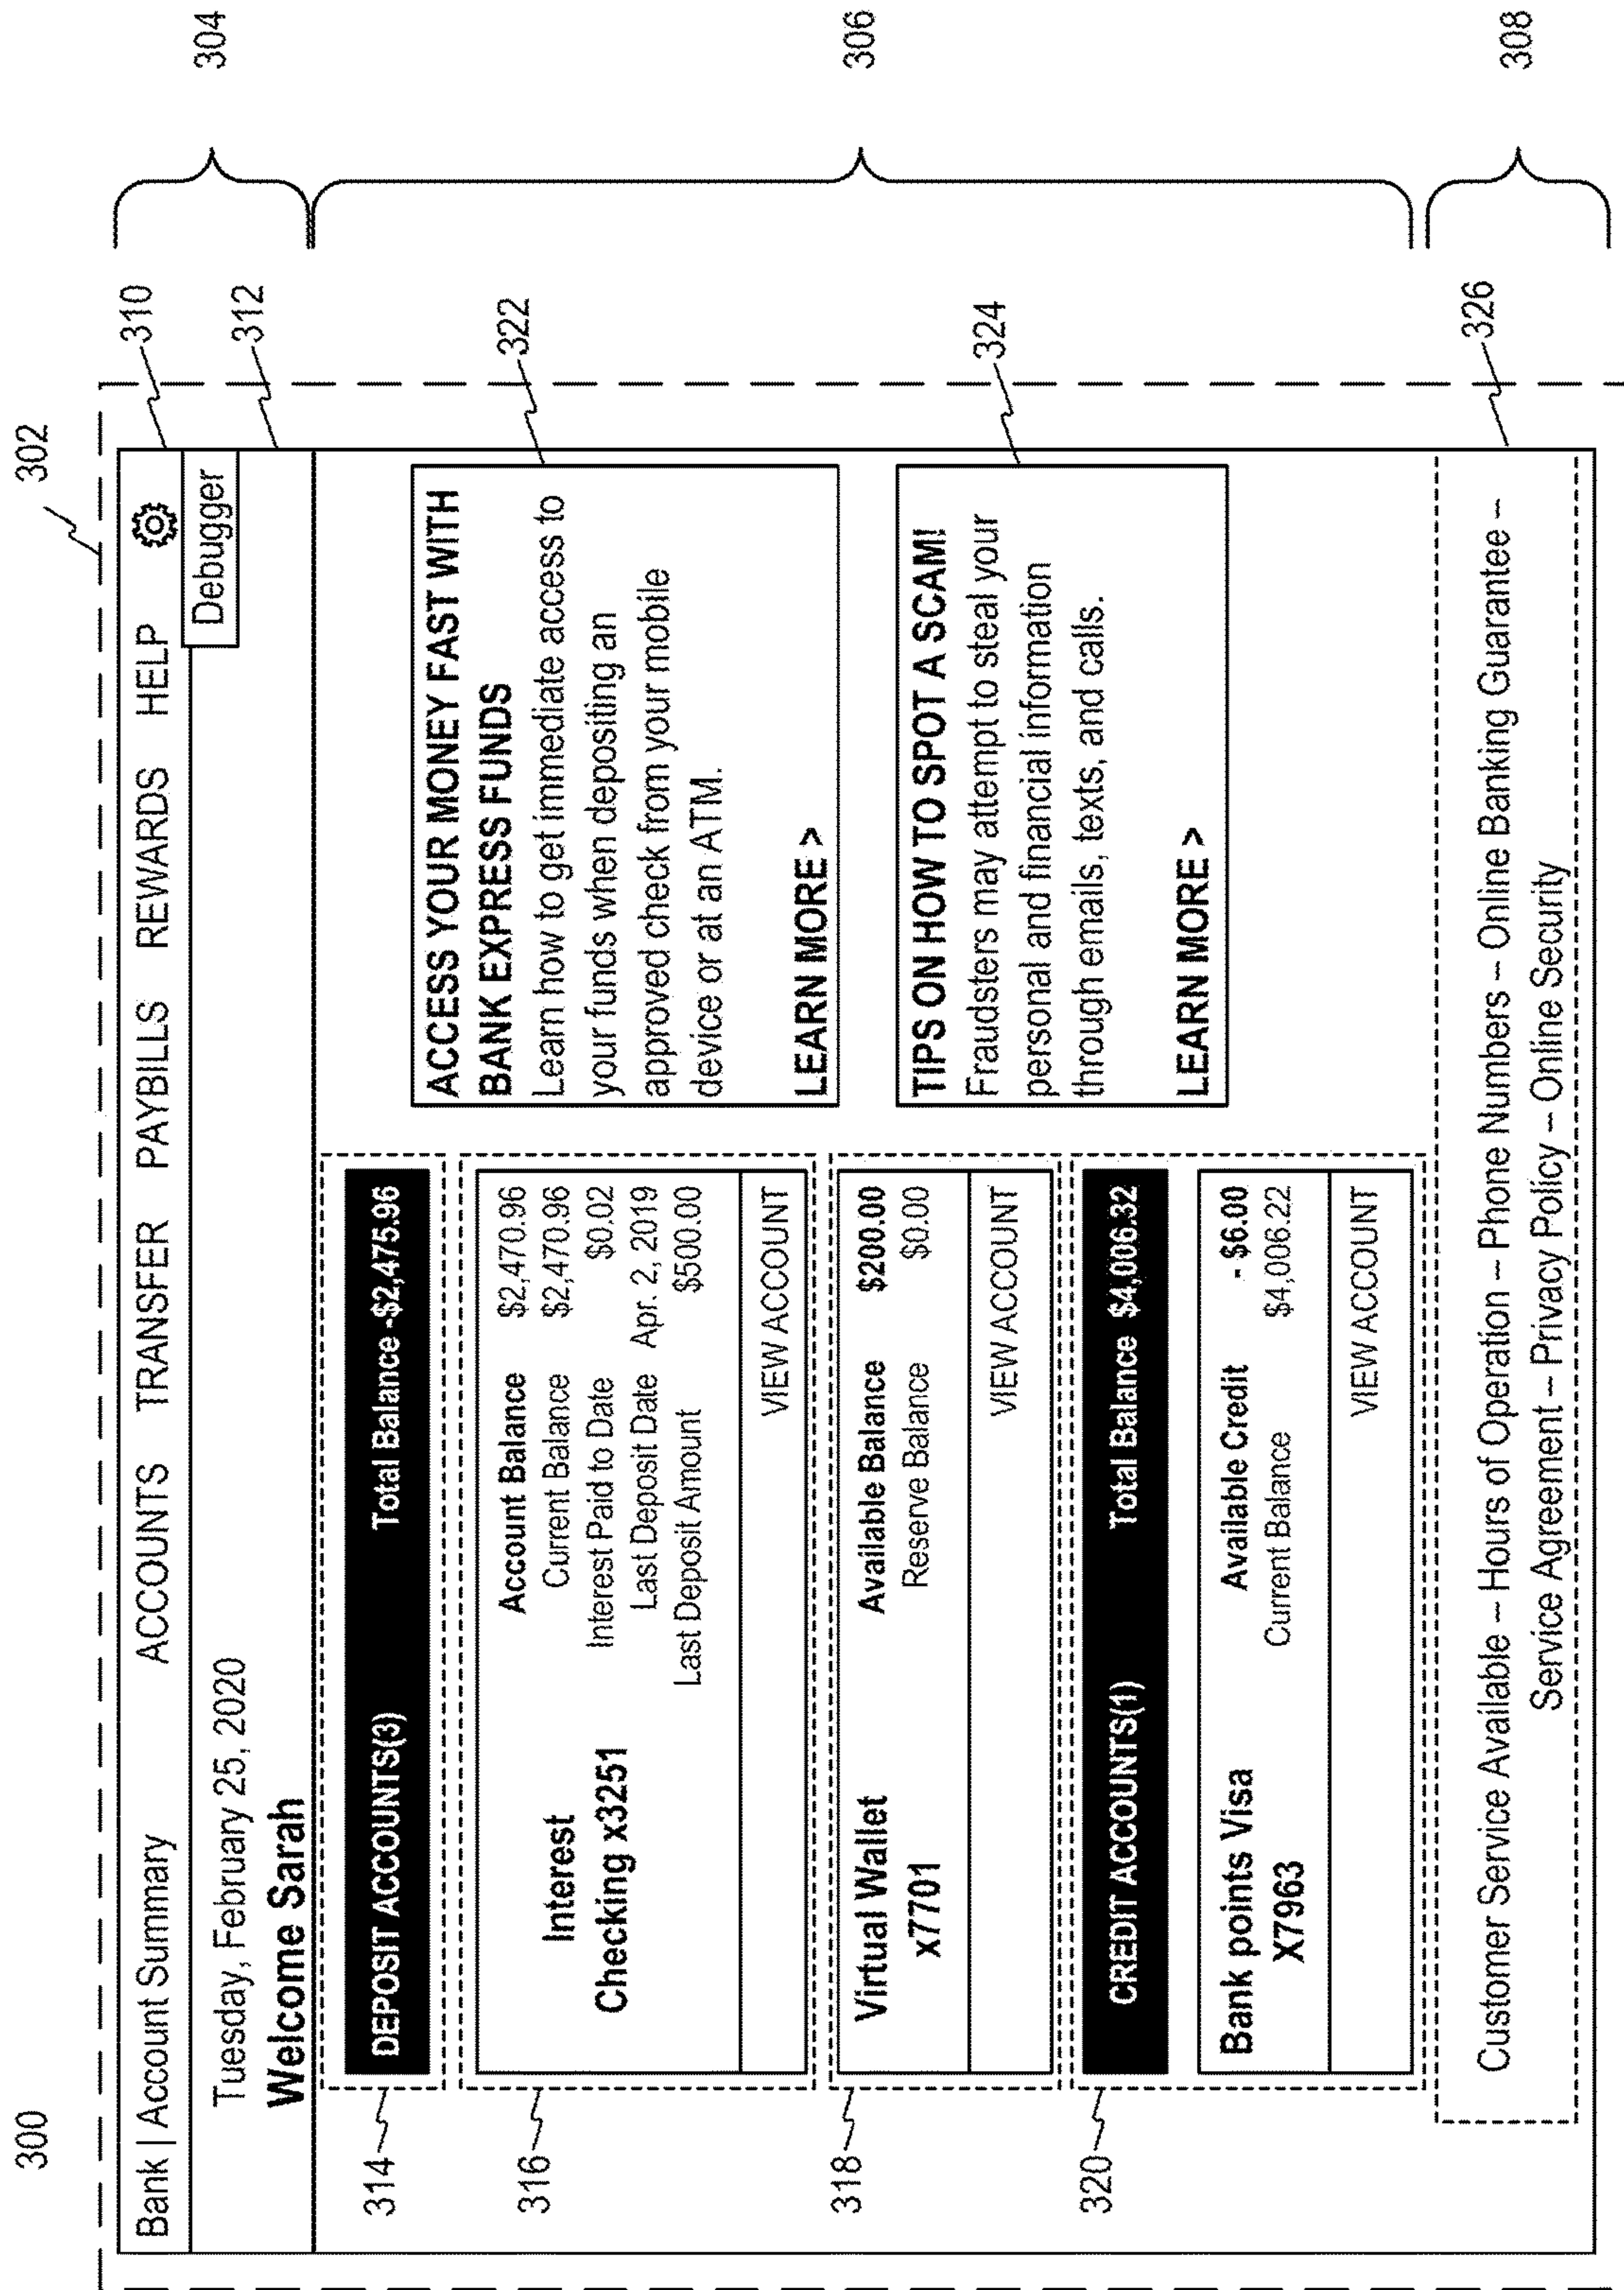 300
302
Bank | Account Summary ACCOUNTS TRANSFER PAYBILLS REWARDS HELP
310
304
Debugger
Tuesday, February 25, 2020
Welcome Sarah
312
314
DEPOSIT ACCOUNTS(3) Total Balance -$2,475.96
316
Interest
Checking x3251
Account Balance $2,470.96
Current Balance $2,470.96
Interest Paid to Date $0.02
Last Deposit Date Apr. 2, 2019
Last Deposit Amount $500.00
VIEW ACCOUNT
318
Virtual Wallet
x7701
Available Balance $200.00
Reserve Balance $0.00
VIEW ACCOUNT
320
CREDIT ACCOUNTS(1) Total Balance $4,006.32
Bank points Visa
X7963
Available Credit - $6.00
Current Balance $4,006.22
VIEW ACCOUNT
322
ACCESS YOUR MONEY FAST WITH
BANK EXPRESS FUNDS
Learn how to get immediate access to
your funds when depositing an
approved check from your mobile
device or at an ATM.
LEARN MORE >
306
324
TIPS ON HOW TO SPOT A SCAM!
Fraudsters may attempt to steal your
personal and financial information
through emails, texts, and calls.
LEARN MORE >
326
308
Customer Service Available – Hours of Operation – Phone Numbers – Online Banking Guarantee –
Service Agreement – Privacy Policy – Online Security